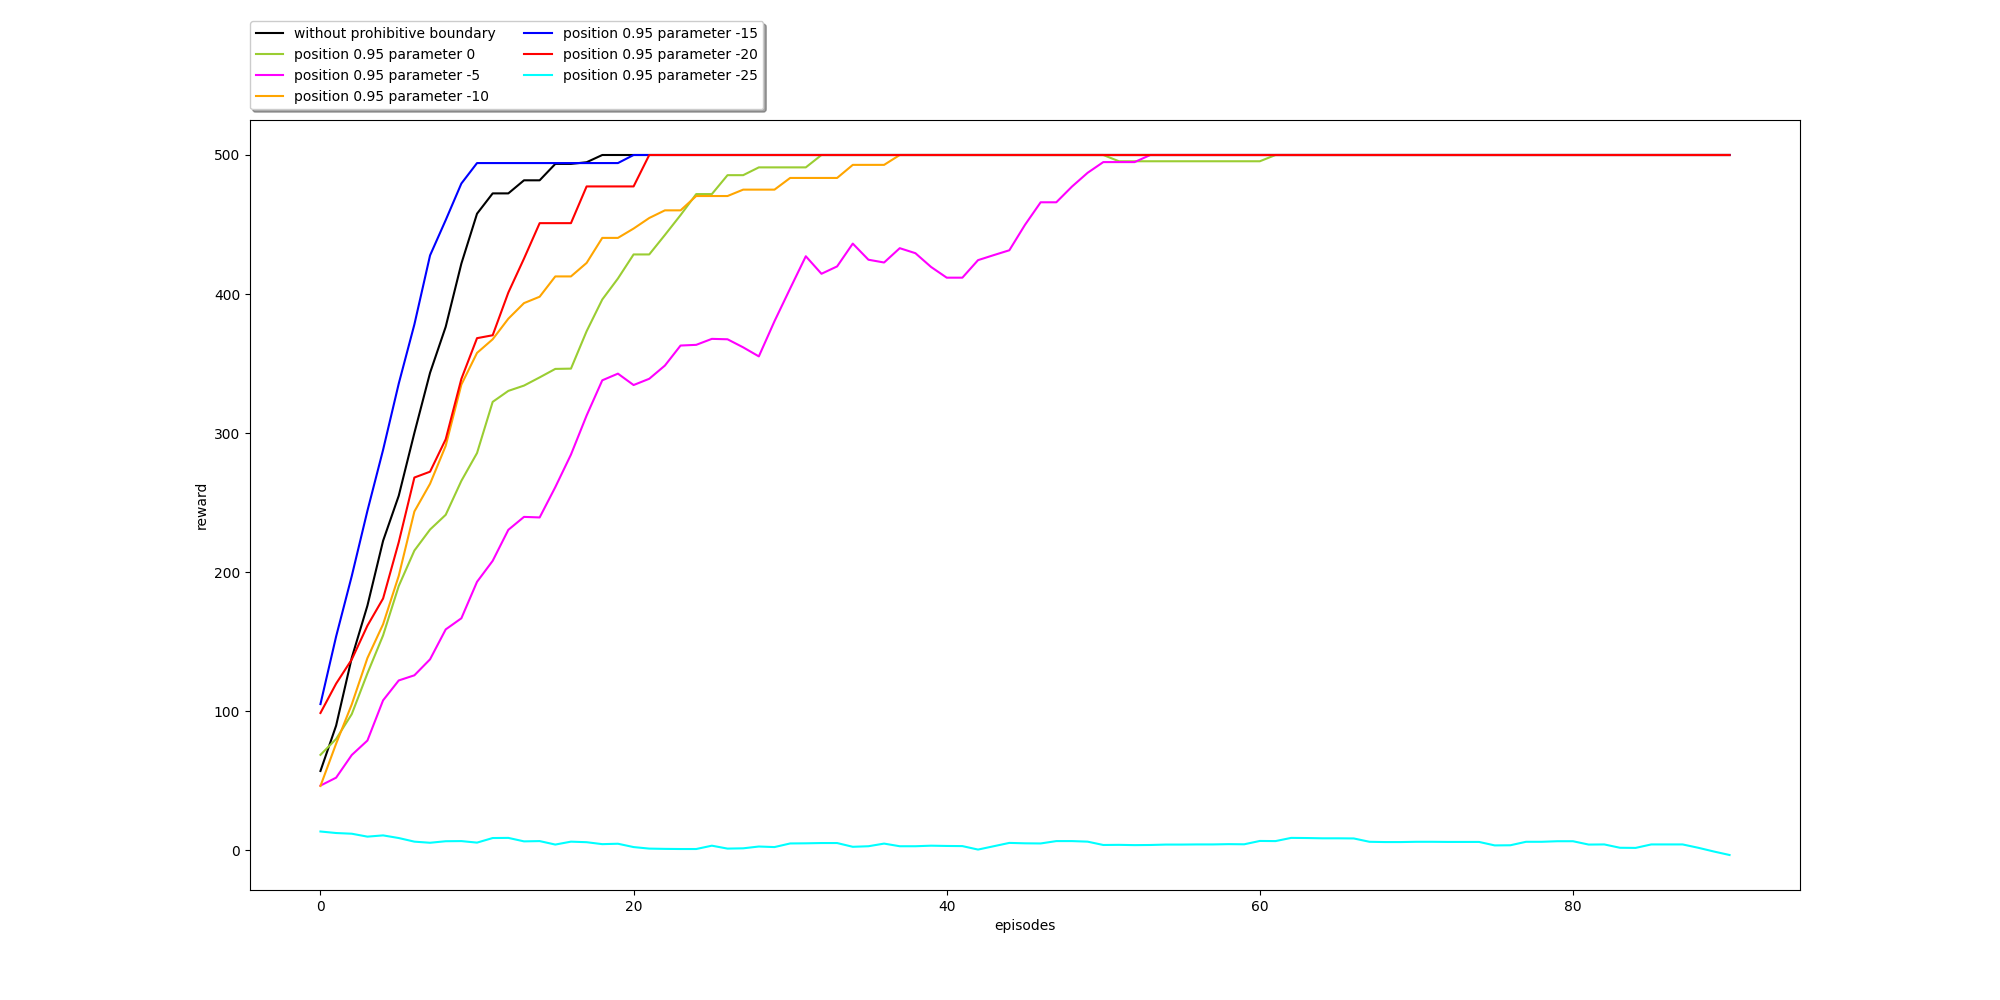 without prohibitive boundary
position 0.95 parameter 0
position 0.95 parameter -5
position 0.95 parameter -10
position 0.95 parameter -15
position 0.95 parameter -20
position 0.95 parameter -25
500
400
300
200
100
0
reward
0 20 40 60 80
episodes